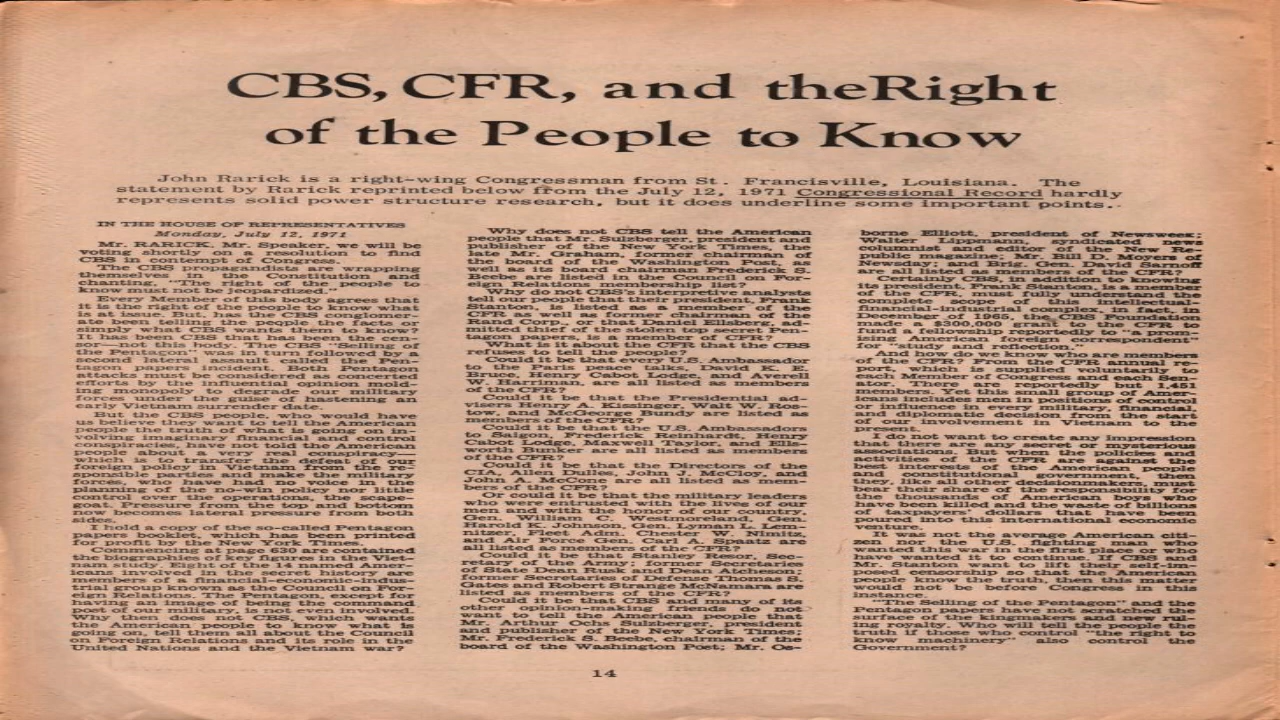 CBS, CFR, and theRight
of the People to Know
John Rarick is a right-wing Congressman from St. Francisville, Louisiana. The
statement by Rarick reprinted below from the July 12, 1971 Congressional Record hardly
represents solid power structure research, but it does underline some important points.
IN THE HOUSE OF REPRESENTATIVES
Monday, July 12, 1971
Mr. RARICK. Mr. Speaker, we will be
voting shortly on a resolution to find
CBS in contempt of Congress.
The CBS propagandists are wrapping
themselves in the Constitution and
chanting, "The right of the people to
know must not be jeopardised."
Every Member of this body agrees that
it is the right of the people to know what
is at issue. But, has the CBS conglomer-
ate been telling the people the facts or
simply what CBS wants them to know?
It has been CBS that has been the cen-
sor—not this body. The CBS "Selling of
the Pentagon" was in turn followed by a
second lateral assault called the Pen-
tagon papers incident. Both Pentagon
attacks must be considered as concerted
efforts by the influential opinion mold-
ing monopoly to degrade our military
forces under the guise of hastening an
early Vietnam surrender date.
But the CBS people, who would have
us believe they want to tell the American
people the truth of what is going on in-
volving imaginary financial and control
conspiracies, have not told the American
people about a very real conspiracy—
which is to transfer the defeat of our
foreign policy in Vietnam from the re-
sponsible parties and make the military
forces, who have had no voice in the
planning of the no-win policy nor little
control over the operations, the scape-
goat. Pressure from the top and bottom
now becomes lateral pressure from both
sides.
I hold a copy of the so-called Pentagon
papers booklet, which has been printed
for profit by the New York Times.
Commencing at page 630 are contained
the biographies of key figures in the Viet-
nam study. Eight of the 14 named Amer-
icans involved in the secret history are
members of a financial-economic-indus-
trial group known as the Council on For-
eign Relations. The Pentagon, except for
having an image of being the command
post of our military, is not even involved.
Why then does not CBS, which wants
the American people to know what is
going on, tell them all about the Council
on Foreign Relations and its role in the
United Nations and the Vietnam war?
Why does not CBS tell the American
people that Mr. Sulzberger, president and
publisher of the New York Times, the
late Mr. Graham, former chairman of
the board of the Washington Post, as
well as its board chairman Frederick S.
Beebe are listed in the Council on For-
eign Relations membership list?
Why do not CBS's interpretive analysts
tell our people that their president, Frank
Stanton, is listed as a member of the
CFR as well as former chairman of the
Rand Corp., or that Daniel Ellsberg, ad-
mitted thief of the stolen top secret Pen-
tagon papers, is a member of CFR?
What is it about the CFR that the CBS
refuses to tell the people?
Could it be that every U.S. Ambassador
to the Paris Peace talks, David K. E.
Bruce, Henry Cabot Lodge, and Averell
W. Harriman, are all listed as members
of the CFR?
Could it be that the Presidential ad-
visers Henry A. Kissinger, Walt W. Ros-
tow, and McGeorge Bundy are listed as
members of the CFR?
Could it be that the U.S. Ambassadors
to Saigon, Frederick Reinhardt, Henry
Cabot Lodge, Maxwell Taylor, and Ells-
worth Bunker are all listed as members
of the CFR?
Could it be that the Directors of the
CIA, Allen Dulles, John J. McCloy, and
John A. McCone are all listed as mem-
bers of the CFR?
Or could it be that the military leaders
who were entrusted with the lives of our
men and with the honor of our country,
Gen. William C. Westmoreland, Gen.
Harold K. Johnson, Gen. Lyman L. Lem-
nitzer, Fleet Adm. Chester W. Nimitz,
and Air Force Gen. Carl A. Spaatz are
all listed as members of the CFR?
Could it be that Stanley Resor, Sec-
retary of the Army; former Secretaries
of State Dean Rusk and Dean Atcheson;
former Secretaries of Defense Thomas S.
Gates and Robert Strange McNamara are
listed as members of the CFR?
Could it be that CBS and many of its
other opinion-making friends do not
want to tell the American people that
Mr. Arthur Ochs Sulzberger, president
and publisher of the New York Times;
Mr. Frederick S. Beebe, chairman of the
board of the Washington Post; Mr. Os-
borne Elliott, president of Newsweek;
Walter Lippmann, syndicated news
columnist and editor of the New Re-
public magazine; Mr. Bill D. Moyers of
Newsday; and Brig. Gen. David Sarnoff
are all listed as members of the CFR?
Certainly CBS, in addition to knowing
its president, Frank Stanton, is a member
of the CFR, must fully understand the
complete scope of this intellectual-
financial-industrial complex. In fact, in
December of 1968 the CBS Foundation
made a $300,000 grant to the CFR to
fund a fellowship reportedly to "a prom-
ising American foreign correspondent"
for "study and reflection."
And how do we know who are members
of the CFR? From the CFR annual re-
port, which is supplied voluntarily to
each Member of Congress and each Sen-
ator. There are reportedly but 1,451
members. Yet this small group of Amer-
icans includes men in positions of control
or influence in every military, financial,
and diplomatic decision from the start
of our involvement in Vietnam to the
present.
I do not want to create any impression
that there are any secret or mysterious
associations. But when the policies and
activities of the CFR are against the
best interests of the American people
and constitutional government, then
they, like all other decisionmakers, must
bear their share of the responsibility for
the thousands of American boys who
have been killed and the waste of billions
of taxpayers' dollars that have been
poured into this international economic
venture.
It was not the average American citi-
zen nor the U.S. fighting man who
wanted this war in the first place or who
have wanted it to continue. If CBS and
Mr. Stanton want to lift their self-im-
posed censorship so that the American
people know the truth, then this matter
would not be before Congress in this
instance.
"The Selling of the Pentagon" and the
Pentagon papers have not scratched the
surface of the kingmakers and new rul-
ing royalty. Who will tell the people the
truth if those who control "the right to
know machinery" also control the
Government?
14